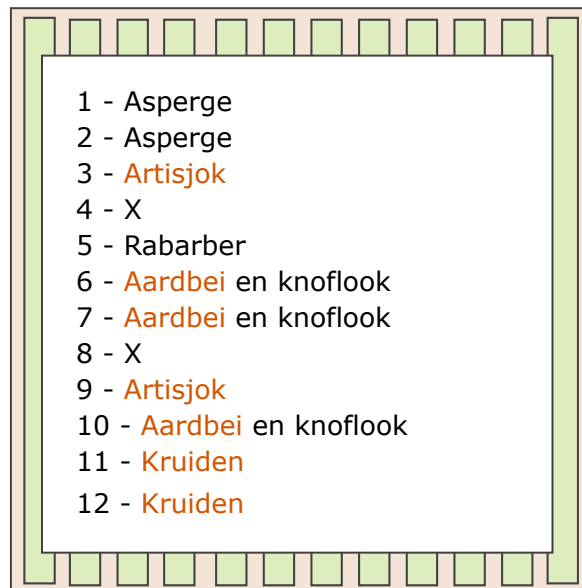 1 - Asperge
2 - Asperge
3 - Artisjok
4 - X
5 - Rabarber
6 - Aardbei en knoflook
7 - Aardbei en knoflook
8 - X
9 - Artisjok
10 - Aardbei en knoflook
11 - Kruiden
12 - Kruiden